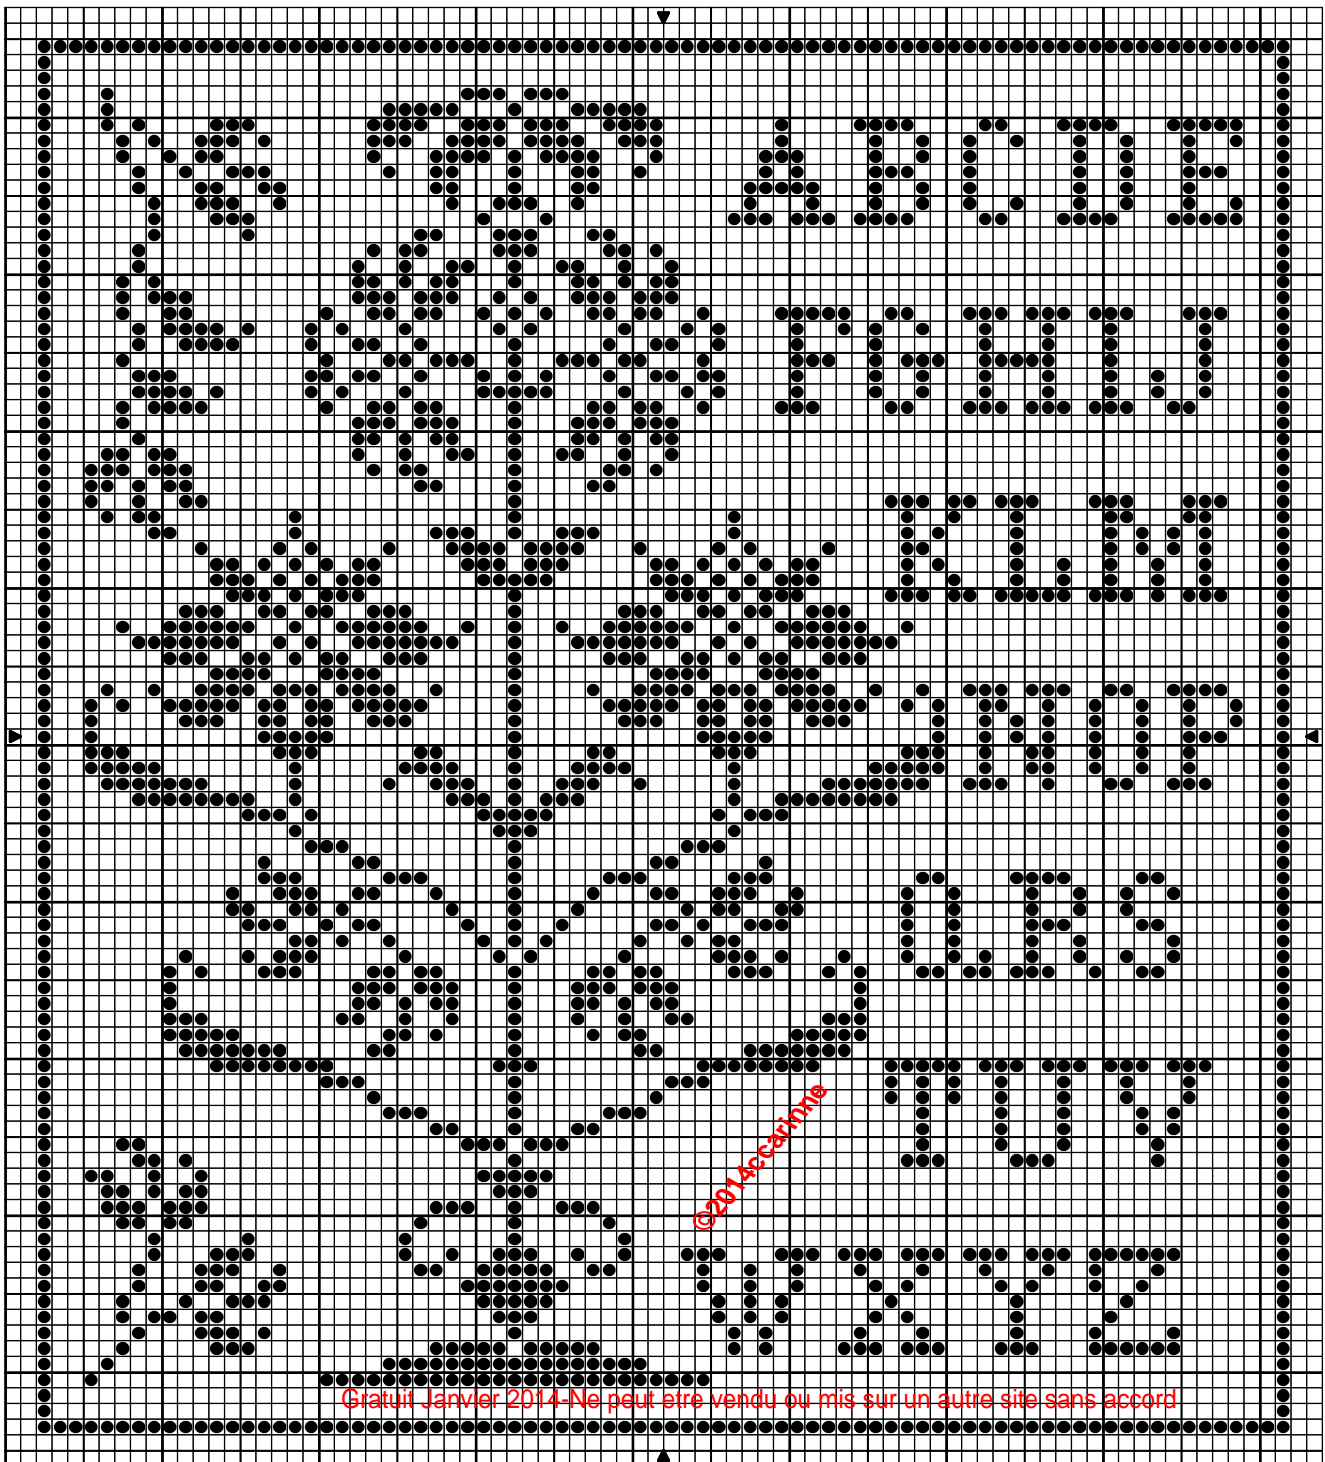 ABCDE
FGHIJ
KLM
NOP
QRS
TUV
©2014ccarinne
WXYZ
Gratuit Janvier 2014-Ne peut etre vendu ou mis sur un autre site sans accord